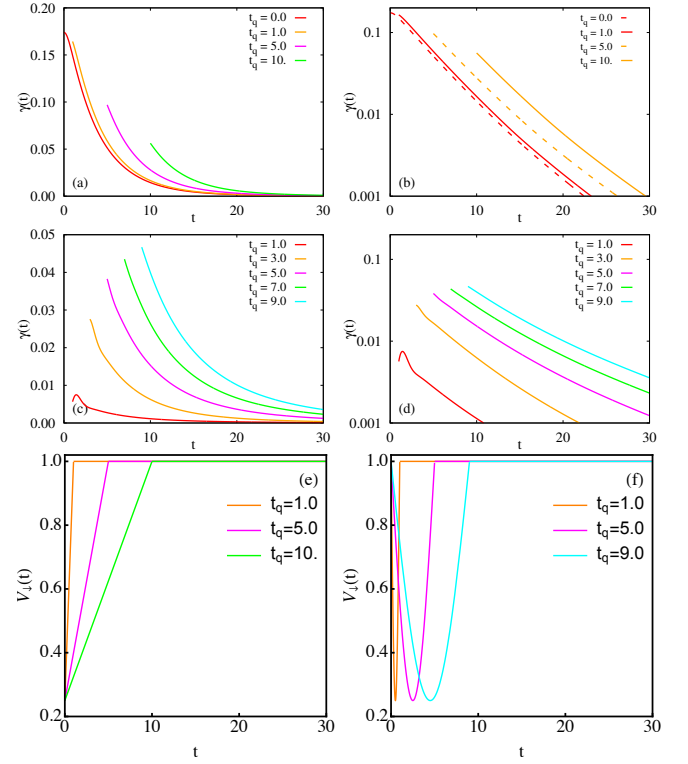 0.20
0.15
0.10
0.05
0.00
γ(t)
t_q = 0.0
t_q = 1.0
t_q = 5.0
t_q = 10.
(a)
0 10 20 30
t
0.1
0.01
0.001
γ(t)
t_q = 0.0
t_q = 1.0
t_q = 5.0
t_q = 10.
(b)
0 10 20 30
t
0.05
0.04
0.03
0.02
0.01
0.00
γ(t)
t_q = 1.0
t_q = 3.0
t_q = 5.0
t_q = 7.0
t_q = 9.0
(c)
0 10 20 30
t
0.1
0.01
0.001
γ(t)
t_q = 1.0
t_q = 3.0
t_q = 5.0
t_q = 7.0
t_q = 9.0
(d)
0 10 20 30
t
1.0
0.8
0.6
0.4
0.2
V↓(t)
(e)
t_q=1.0
t_q=5.0
t_q=10.
0 10 20 30
t
1.0
0.8
0.6
0.4
0.2
V↓(t)
(f)
t_q=1.0
t_q=5.0
t_q=9.0
0 10 20 30
t